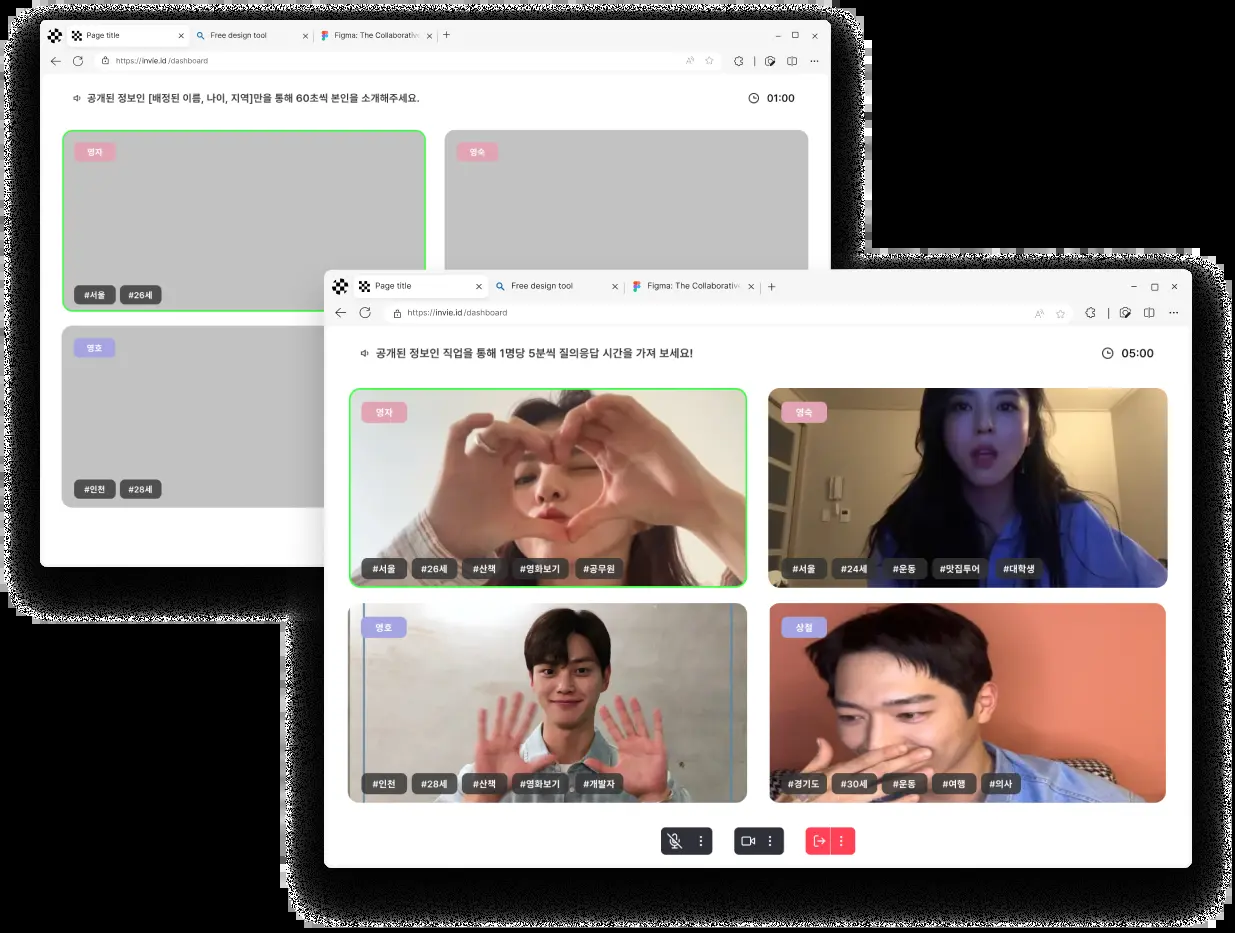 Page title
Free design tool
Figma: The Collaborativ
https://invie.id/dashboard
공개된 정보인 [배정된 이름, 나이, 지역]만을 통해 60초씩 본인을 소개해주세요.
01:00
영자
영숙
#서울 #26세
영호
#인천 #28세
Page title
Free design tool
Figma: The Collaborativ
https://invie.id/dashboard
공개된 정보인 직업을 통해 1명당 5분씩 질의응답 시간을 가져 보세요!
05:00
영자
#서울 #26세 #산책 #영화보기 #공무원
영숙
#서울 #24세 #운동 #맛집투어 #대학생
영호
#인천 #28세 #산책 #영화보기 #개발자
상철
#경기도 #30세 #운동 #여행 #의사